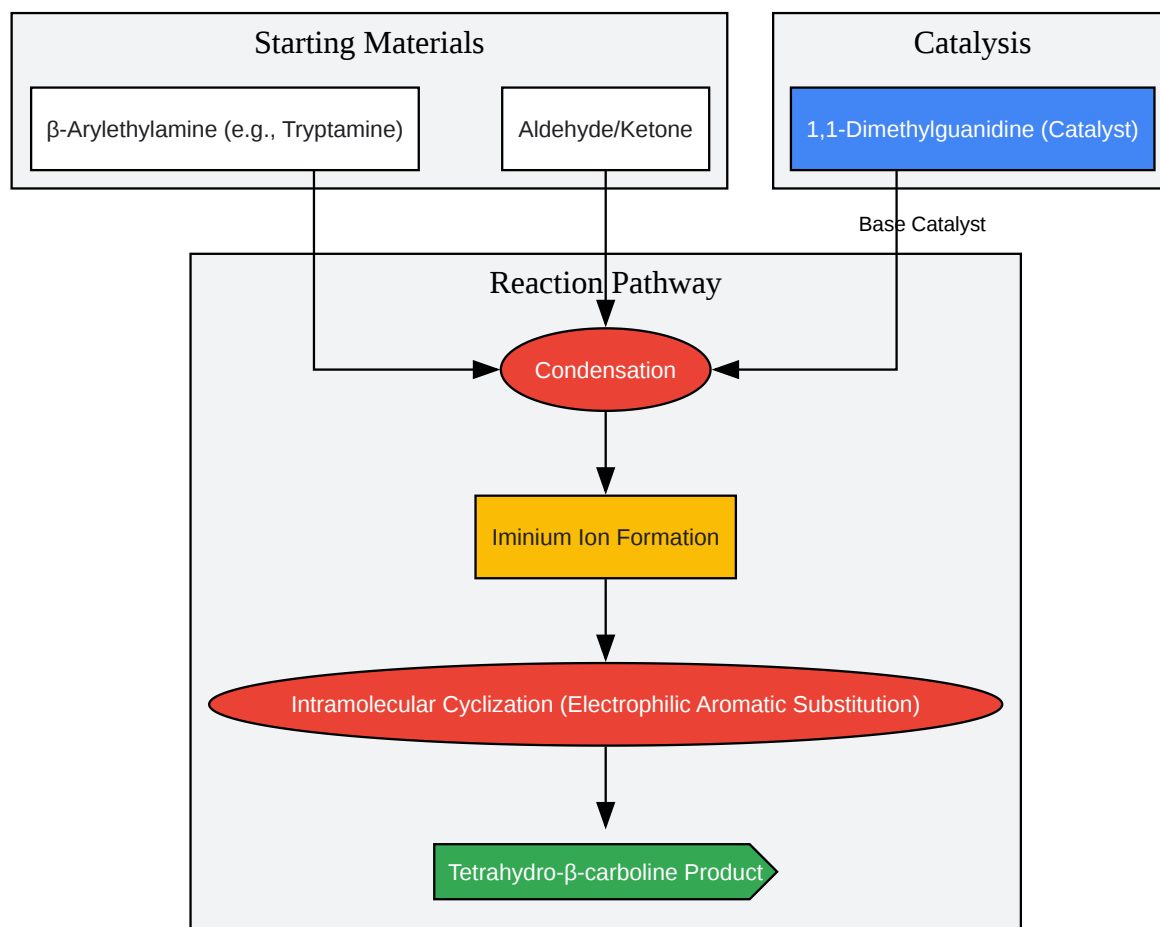 Starting Materials
Catalysis
β-Arylethylamine (e.g., Tryptamine)
Aldehyde/Ketone
1,1-Dimethylguanidine (Catalyst)
Base Catalyst
Reaction Pathway
Condensation
Iminium Ion Formation
Intramolecular Cyclization (Electrophilic Aromatic Substitution)
Tetrahydro-β-carboline Product